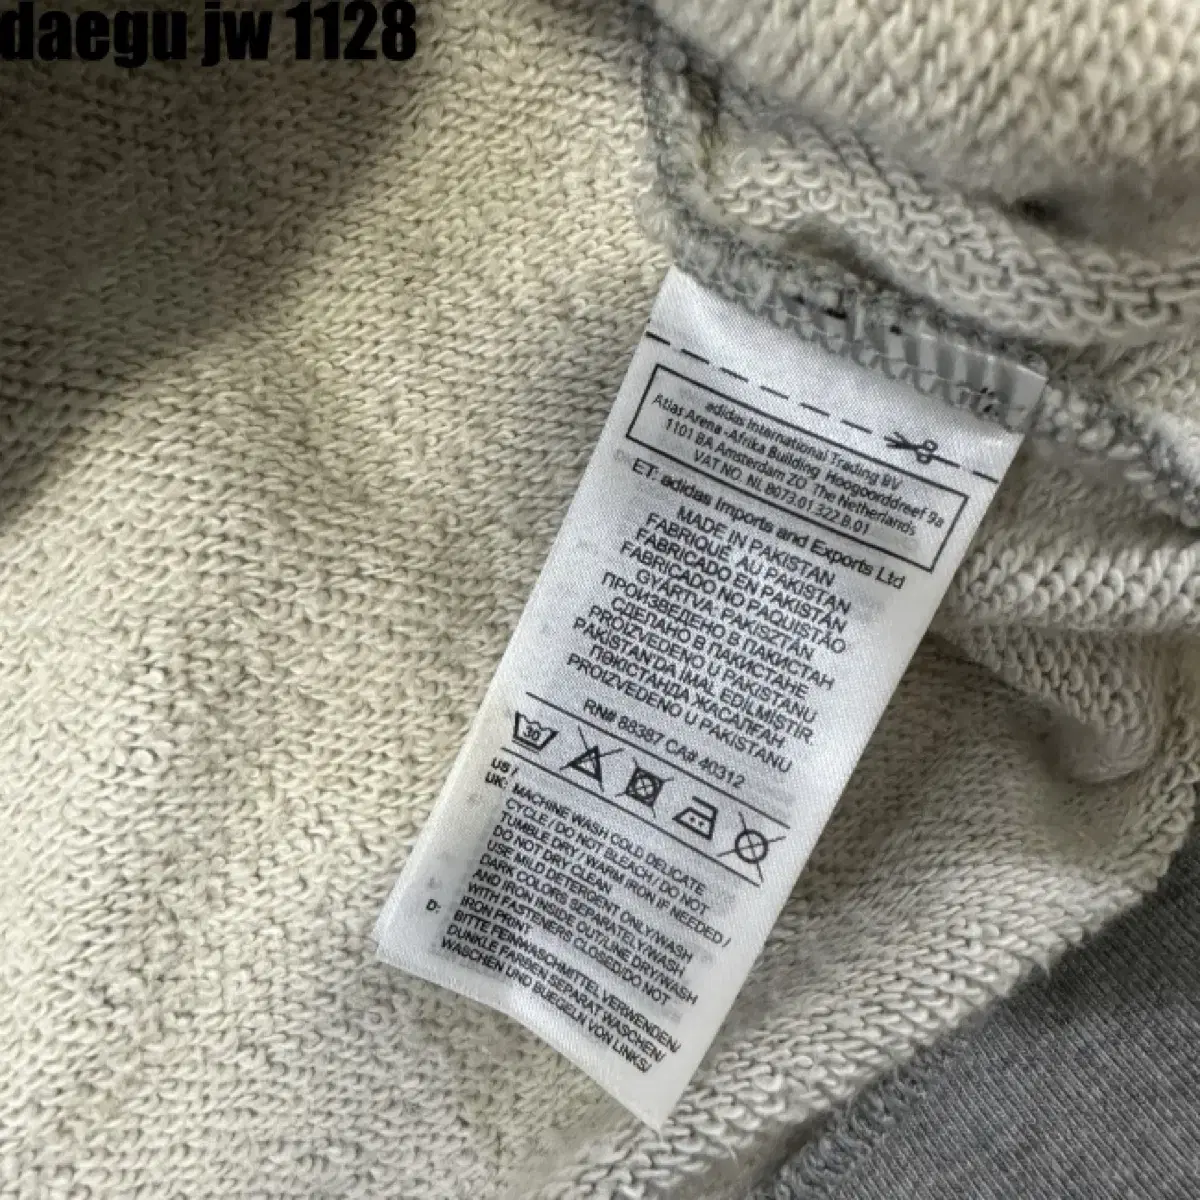 daegu jw 1128
adidas International Trading BV
Atlas Arena -Afrika Building Hoogoorddreef 9a
1101 BA Amsterdam ZO The Netherlands
VAT NO. NL 8073.01.322.B.01
ET: adidas Imports and Exports Ltd
MADE IN PAKISTAN
FABRIQUÉ AU PAKISTAN
FABRICADO EN PAKISTÁN
FABRICADO NO PAQUISTÃO
GYÁRTVA: PAKISZTÁN
ПРОИЗВЕДЕНО В ПАКИСТАН
СДЕЛАНО В ПАКИСТАНЕ
PROIZVEDENO U PAKISTANU
PAKİSTAN'DA İMAL EDİLMİŞTİR.
ПӘКІСТАНДА ЖАСАЛҒАН
PROIZVEDENO U PAKISTANU
RN# 88387 CA# 40312
30
US /
UK: MACHINE WASH COLD DELICATE
CYCLE / DO NOT BLEACH / DO NOT
TUMBLE DRY / WARM IRON IF NEEDED /
DO NOT DRY CLEAN
USE MILD DETERGENT ONLY/WASH
DARK COLORS SEPARATELY/WASH
AND IRON INSIDE OUT/LINE DRY/WASH
WITH FASTENERS CLOSED/DO NOT
IRON PRINT
D: BITTE FEINWASCHMITTEL VERWENDEN/
DUNKLE FARBEN SEPARAT WASCHEN/
WASCHEN UND BUEGELN VON LINKS/